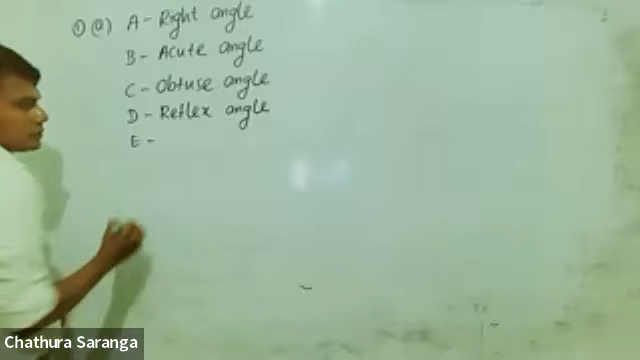 ① (a) A - Right angle
B - Acute angle
C - Obtuse angle
D - Reflex angle
E -
Chathura Saranga